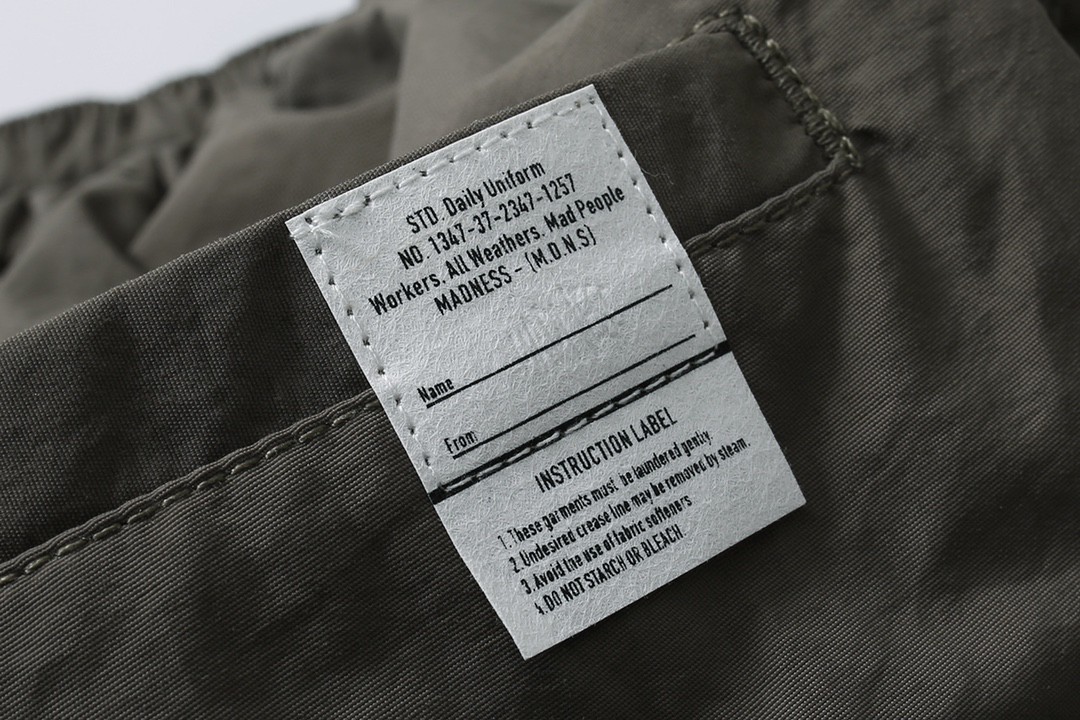 STD. Daily Uniform
NO. 1347-37-2347-1257
Workers. All Weathers. Mad People
MADNESS - (M.D.N.S)
Name
From
INSTRUCTION LABEL
1.These garments must be laundered gently.
2.Undesired crease line may be removed by steam.
3.Avoid the use of fabric softeners
4.DO NOT STARCH OR BLEACH.